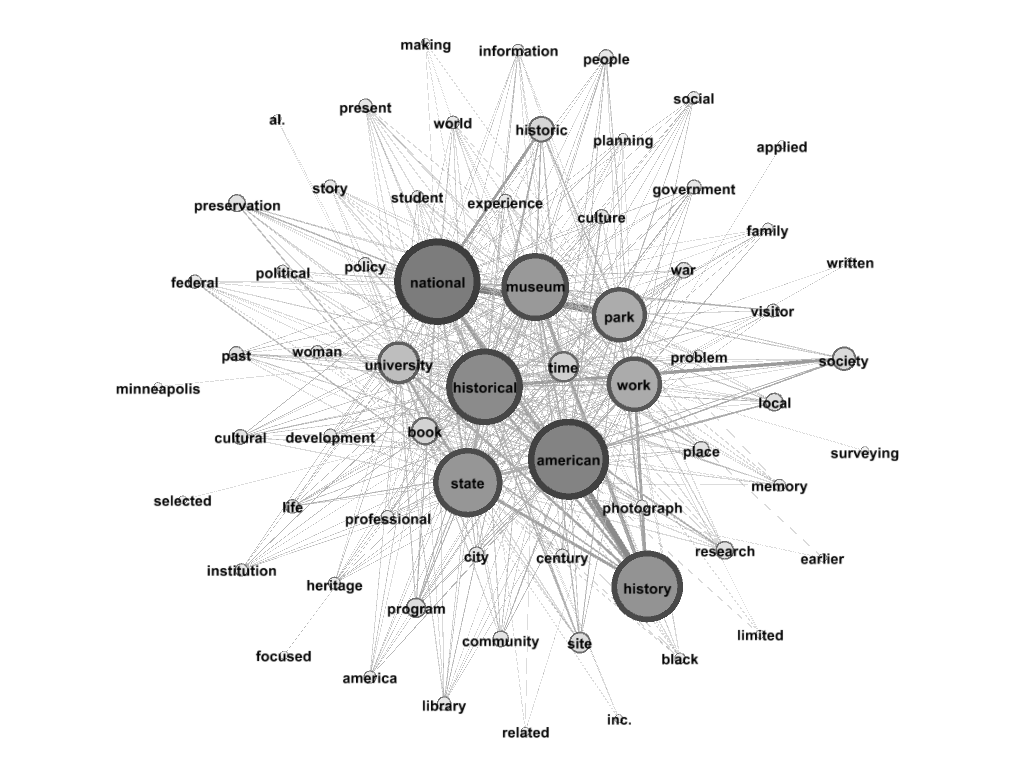 making
information
people
present
social
al.
world
historic
planning
applied
story
student
government
preservation
experience
culture
family
written
federal
political
policy
national
museum
war
park
visitor
past
woman
university
time
problem
society
minneapolis
historical
work
local
cultural
development
book
american
place
surveying
selected
state
memory
life
professional
photograph
institution
heritage
city
century
research
earlier
program
history
focused
community
site
black
limited
america
library
related
inc.